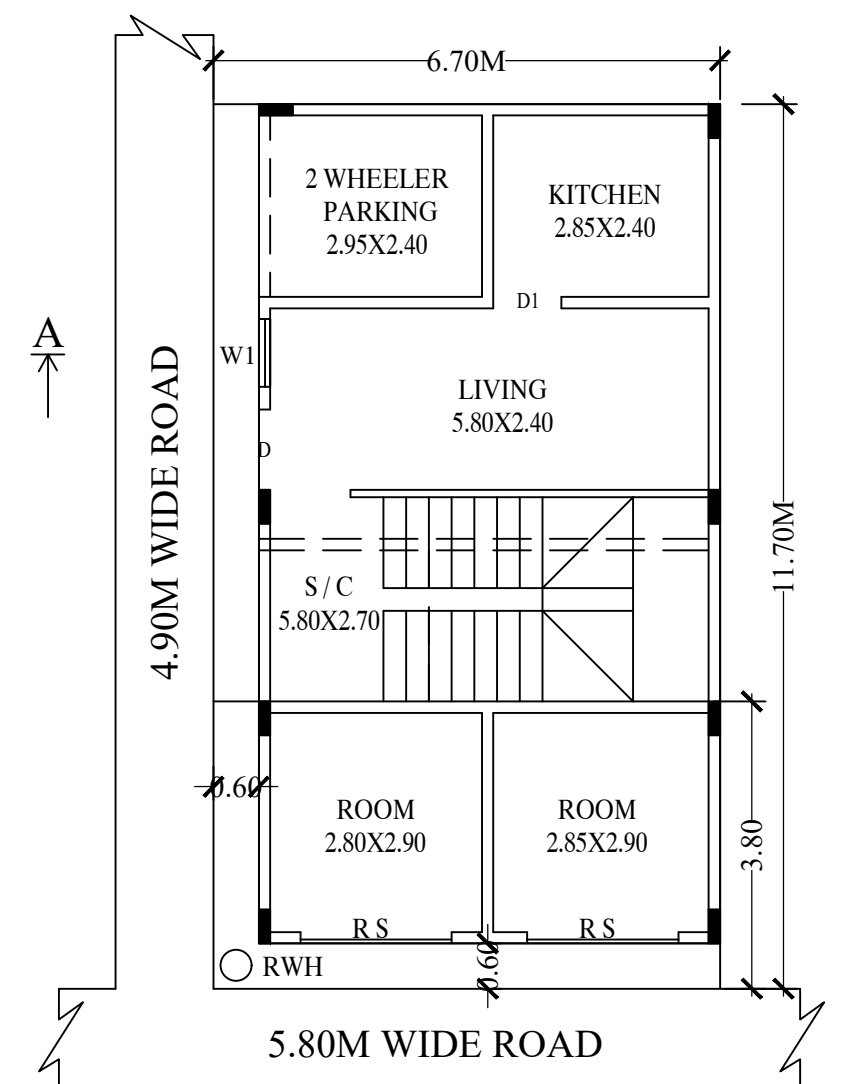 6.70M
2 WHEELER
PARKING
2.95X2.40
KITCHEN
2.85X2.40
D1
A
W1
4.90M WIDE ROAD
LIVING
5.80X2.40
D
11.70M
S / C
5.80X2.70
0.60
ROOM
2.80X2.90
ROOM
2.85X2.90
3.80
R S
R S
0.60
RWH
5.80M WIDE ROAD